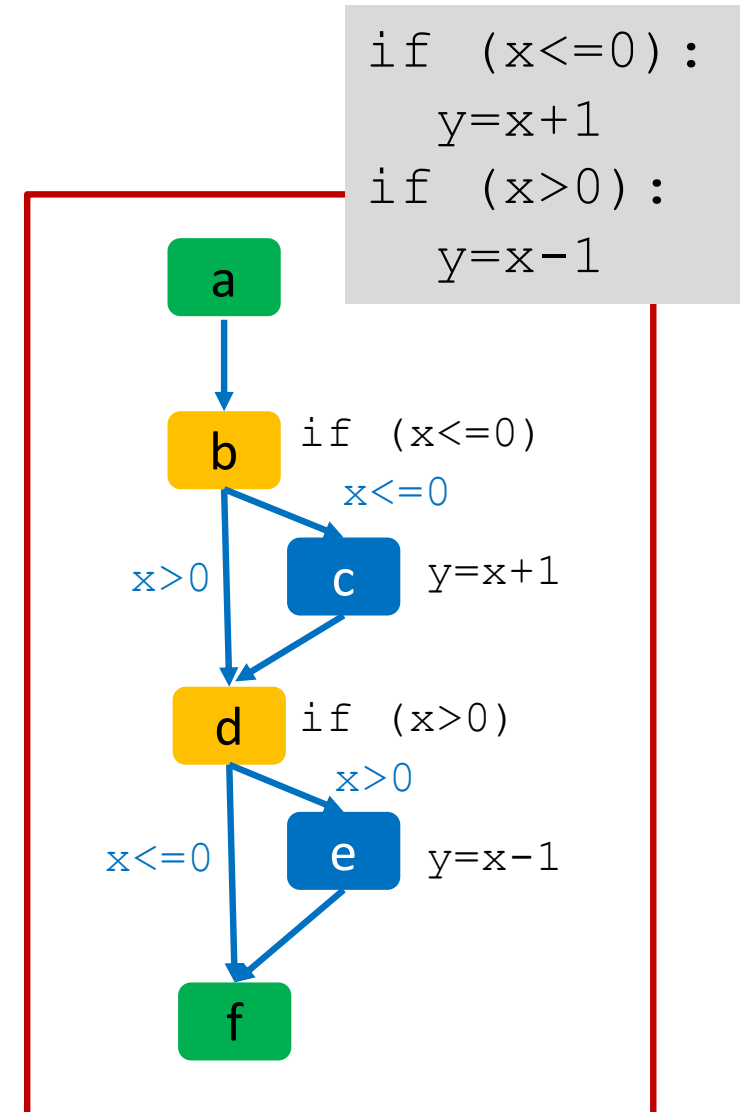 if (x<=0):
  y=x+1
if (x>0):
  y=x-1
a
b
if (x<=0)
x<=0
x>0
c
y=x+1
d
if (x>0)
x>0
x<=0
e
y=x-1
f